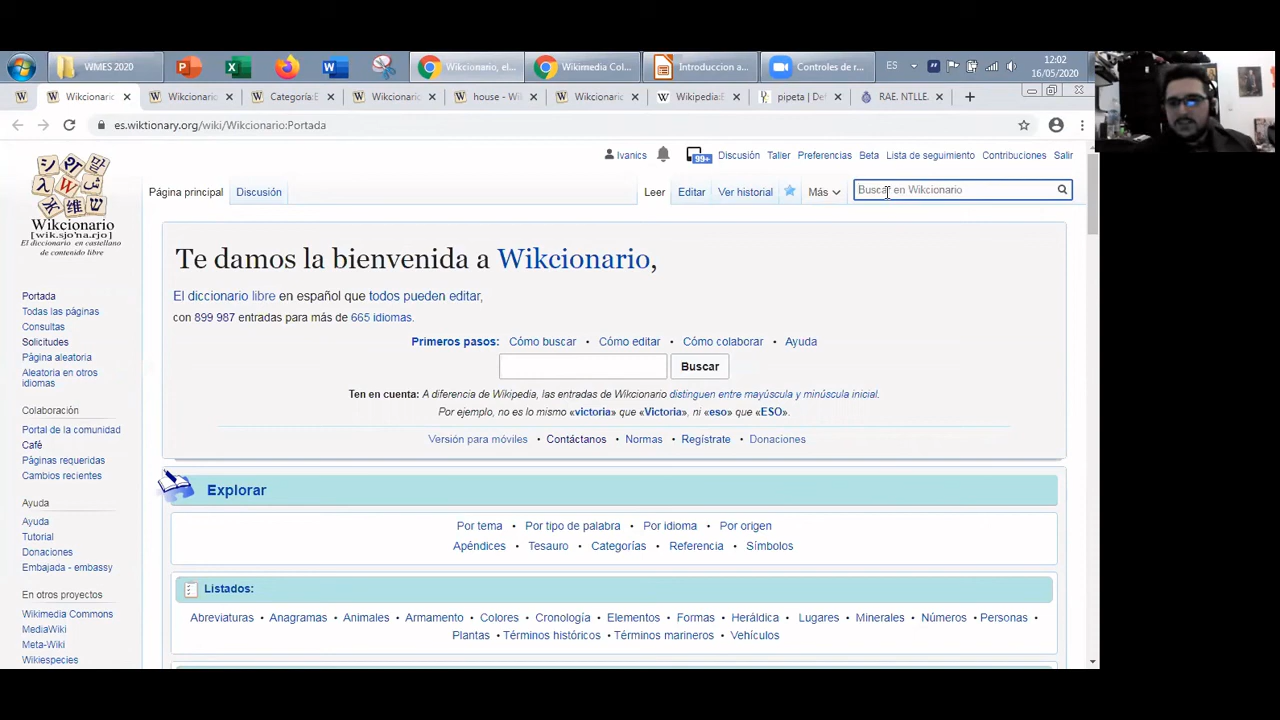 WMES 2020
Wikcionario, el...
Wikimedia Col...
Introduccion a...
Controles de r...
ES
12:02
16/05/2020
Wikcionari
Wikcionari
Categoría:E
Wikcionari
house - Wi
Wikcionari
Wikipedia:E
pipeta | Def
RAE. NTLLE.
es.wiktionary.org/wiki/Wikcionario:Portada
Ivanics 99+ Discusión Taller Preferencias Beta Lista de seguimiento Contribuciones Salir
Página principal Discusión Leer Editar Ver historial Más Buscar en Wikcionario
Wikcionario
[wik.sjo'na.rjo]
El diccionario en castellano
de contenido libre
Portada
Todas las páginas
Consultas
Solicitudes
Página aleatoria
Aleatoria en otros
idiomas
Colaboración
Portal de la comunidad
Café
Páginas requeridas
Cambios recientes
Ayuda
Ayuda
Tutorial
Donaciones
Embajada - embassy
En otros proyectos
Wikimedia Commons
MediaWiki
Meta-Wiki
Wikiespecies
Te damos la bienvenida a Wikcionario,
El diccionario libre en español que todos pueden editar,
con 899 987 entradas para más de 665 idiomas.
Primeros pasos: Cómo buscar • Cómo editar • Cómo colaborar • Ayuda
Buscar
Ten en cuenta: A diferencia de Wikipedia, las entradas de Wikcionario distinguen entre mayúscula y minúscula inicial.
Por ejemplo, no es lo mismo «victoria» que «Victoria», ni «eso» que «ESO».
Versión para móviles • Contáctanos • Normas • Regístrate • Donaciones
Explorar
Por tema • Por tipo de palabra • Por idioma • Por origen
Apéndices • Tesauro • Categorías • Referencia • Símbolos
Listados:
Abreviaturas • Anagramas • Animales • Armamento • Colores • Cronología • Elementos • Formas • Heráldica • Lugares • Minerales • Números • Personas •
Plantas • Términos históricos • Términos marineros • Vehículos